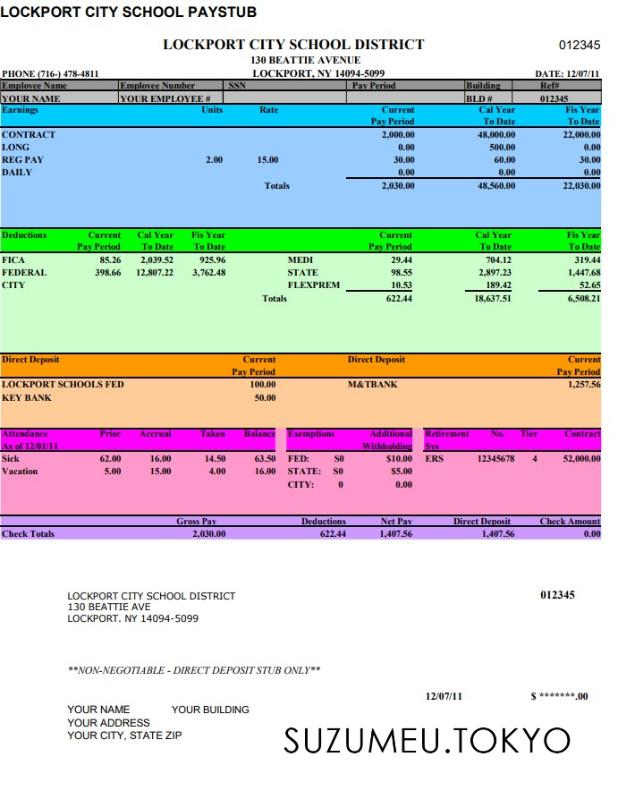 LOCKPORT CITY SCHOOL PAYSTUB
LOCKPORT CITY SCHOOL DISTRICT 012345
130 BEATTIE AVENUE
PHONE (716-) 478-4811 LOCKPORT, NY 14094-5099 DATE: 12/07/11
Employee Name Employee Number SSN Pay Period Building Ref#
YOUR NAME YOUR EMPLOYEE # BLD # 012345
Earnings Units Rate Current Cal Year Fis Year
Pay Period To Date To Date
CONTRACT 2,000.00 48,000.00 22,000.00
LONG 0.00 500.00 0.00
REG PAY 2.00 15.00 30.00 60.00 30.00
DAILY 0.00 0.00 0.00
Totals 2,030.00 48,560.00 22,030.00
Deductions Current Cal Year Fis Year Current Cal Year Fis Year
Pay Period To Date To Date Pay Period To Date To Date
FICA 85.26 2,039.52 925.96 MEDI 29.44 704.12 319.44
FEDERAL 398.66 12,807.22 3,762.48 STATE 98.55 2,897.23 1,447.68
CITY FLEXPREM 10.53 189.42 52.65
Totals 622.44 18,637.51 6,508.21
Direct Deposit Current Direct Deposit Current
Pay Period Pay Period
LOCKPORT SCHOOLS FED 100.00 M&TBANK 1,257.56
KEY BANK 50.00
Attendance Prior Accrual Taken Balance Exemptions Additional Retirement No. Tier Contract
As of 12/01/11 Withholding Sys
Sick 62.00 16.00 14.50 63.50 FED: S0 $10.00 ERS 12345678 4 52,000.00
Vacation 5.00 15.00 4.00 16.00 STATE: S0 $5.00
CITY: 0 0.00
Gross Pay Deductions Net Pay Direct Deposit Check Amount
Check Totals 2,030.00 622.44 1,407.56 1,407.56 0.00
LOCKPORT CITY SCHOOL DISTRICT 012345
130 BEATTIE AVE
LOCKPORT. NY 14094-5099
**NON-NEGOTIABLE - DIRECT DEPOSIT STUB ONLY**
12/07/11 $ *******.00
YOUR NAME YOUR BUILDING
YOUR ADDRESS
YOUR CITY, STATE ZIP
SUZUMEU.TOKYO